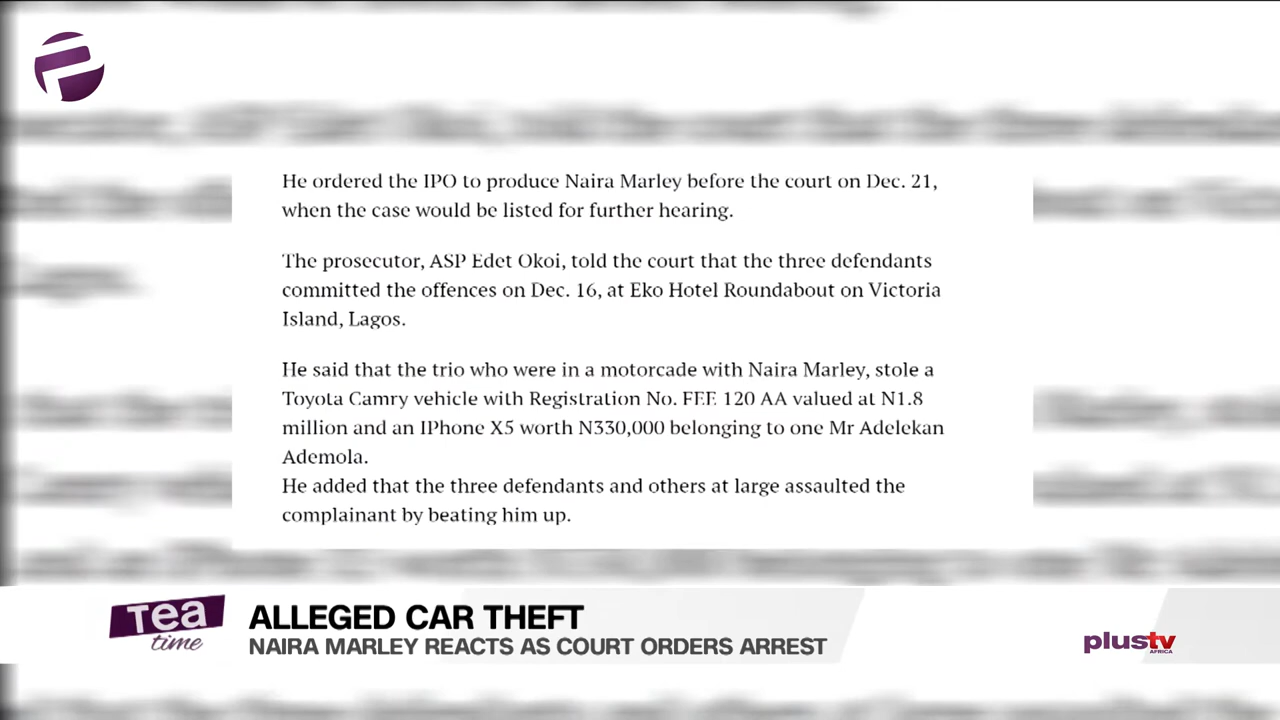 He ordered the IPO to produce Naira Marley before the court on Dec. 21,
when the case would be listed for further hearing.
The prosecutor, ASP Edet Okoi, told the court that the three defendants
committed the offences on Dec. 16, at Eko Hotel Roundabout on Victoria
Island, Lagos.
He said that the trio who were in a motorcade with Naira Marley, stole a
Toyota Camry vehicle with Registration No. FEE 120 AA valued at N1.8
million and an IPhone X5 worth N330,000 belonging to one Mr Adelekan
Ademola.
He added that the three defendants and others at large assaulted the
complainant by beating him up.
Tea
time
ALLEGED CAR THEFT
NAIRA MARLEY REACTS AS COURT ORDERS ARREST
plustv
AFRICA